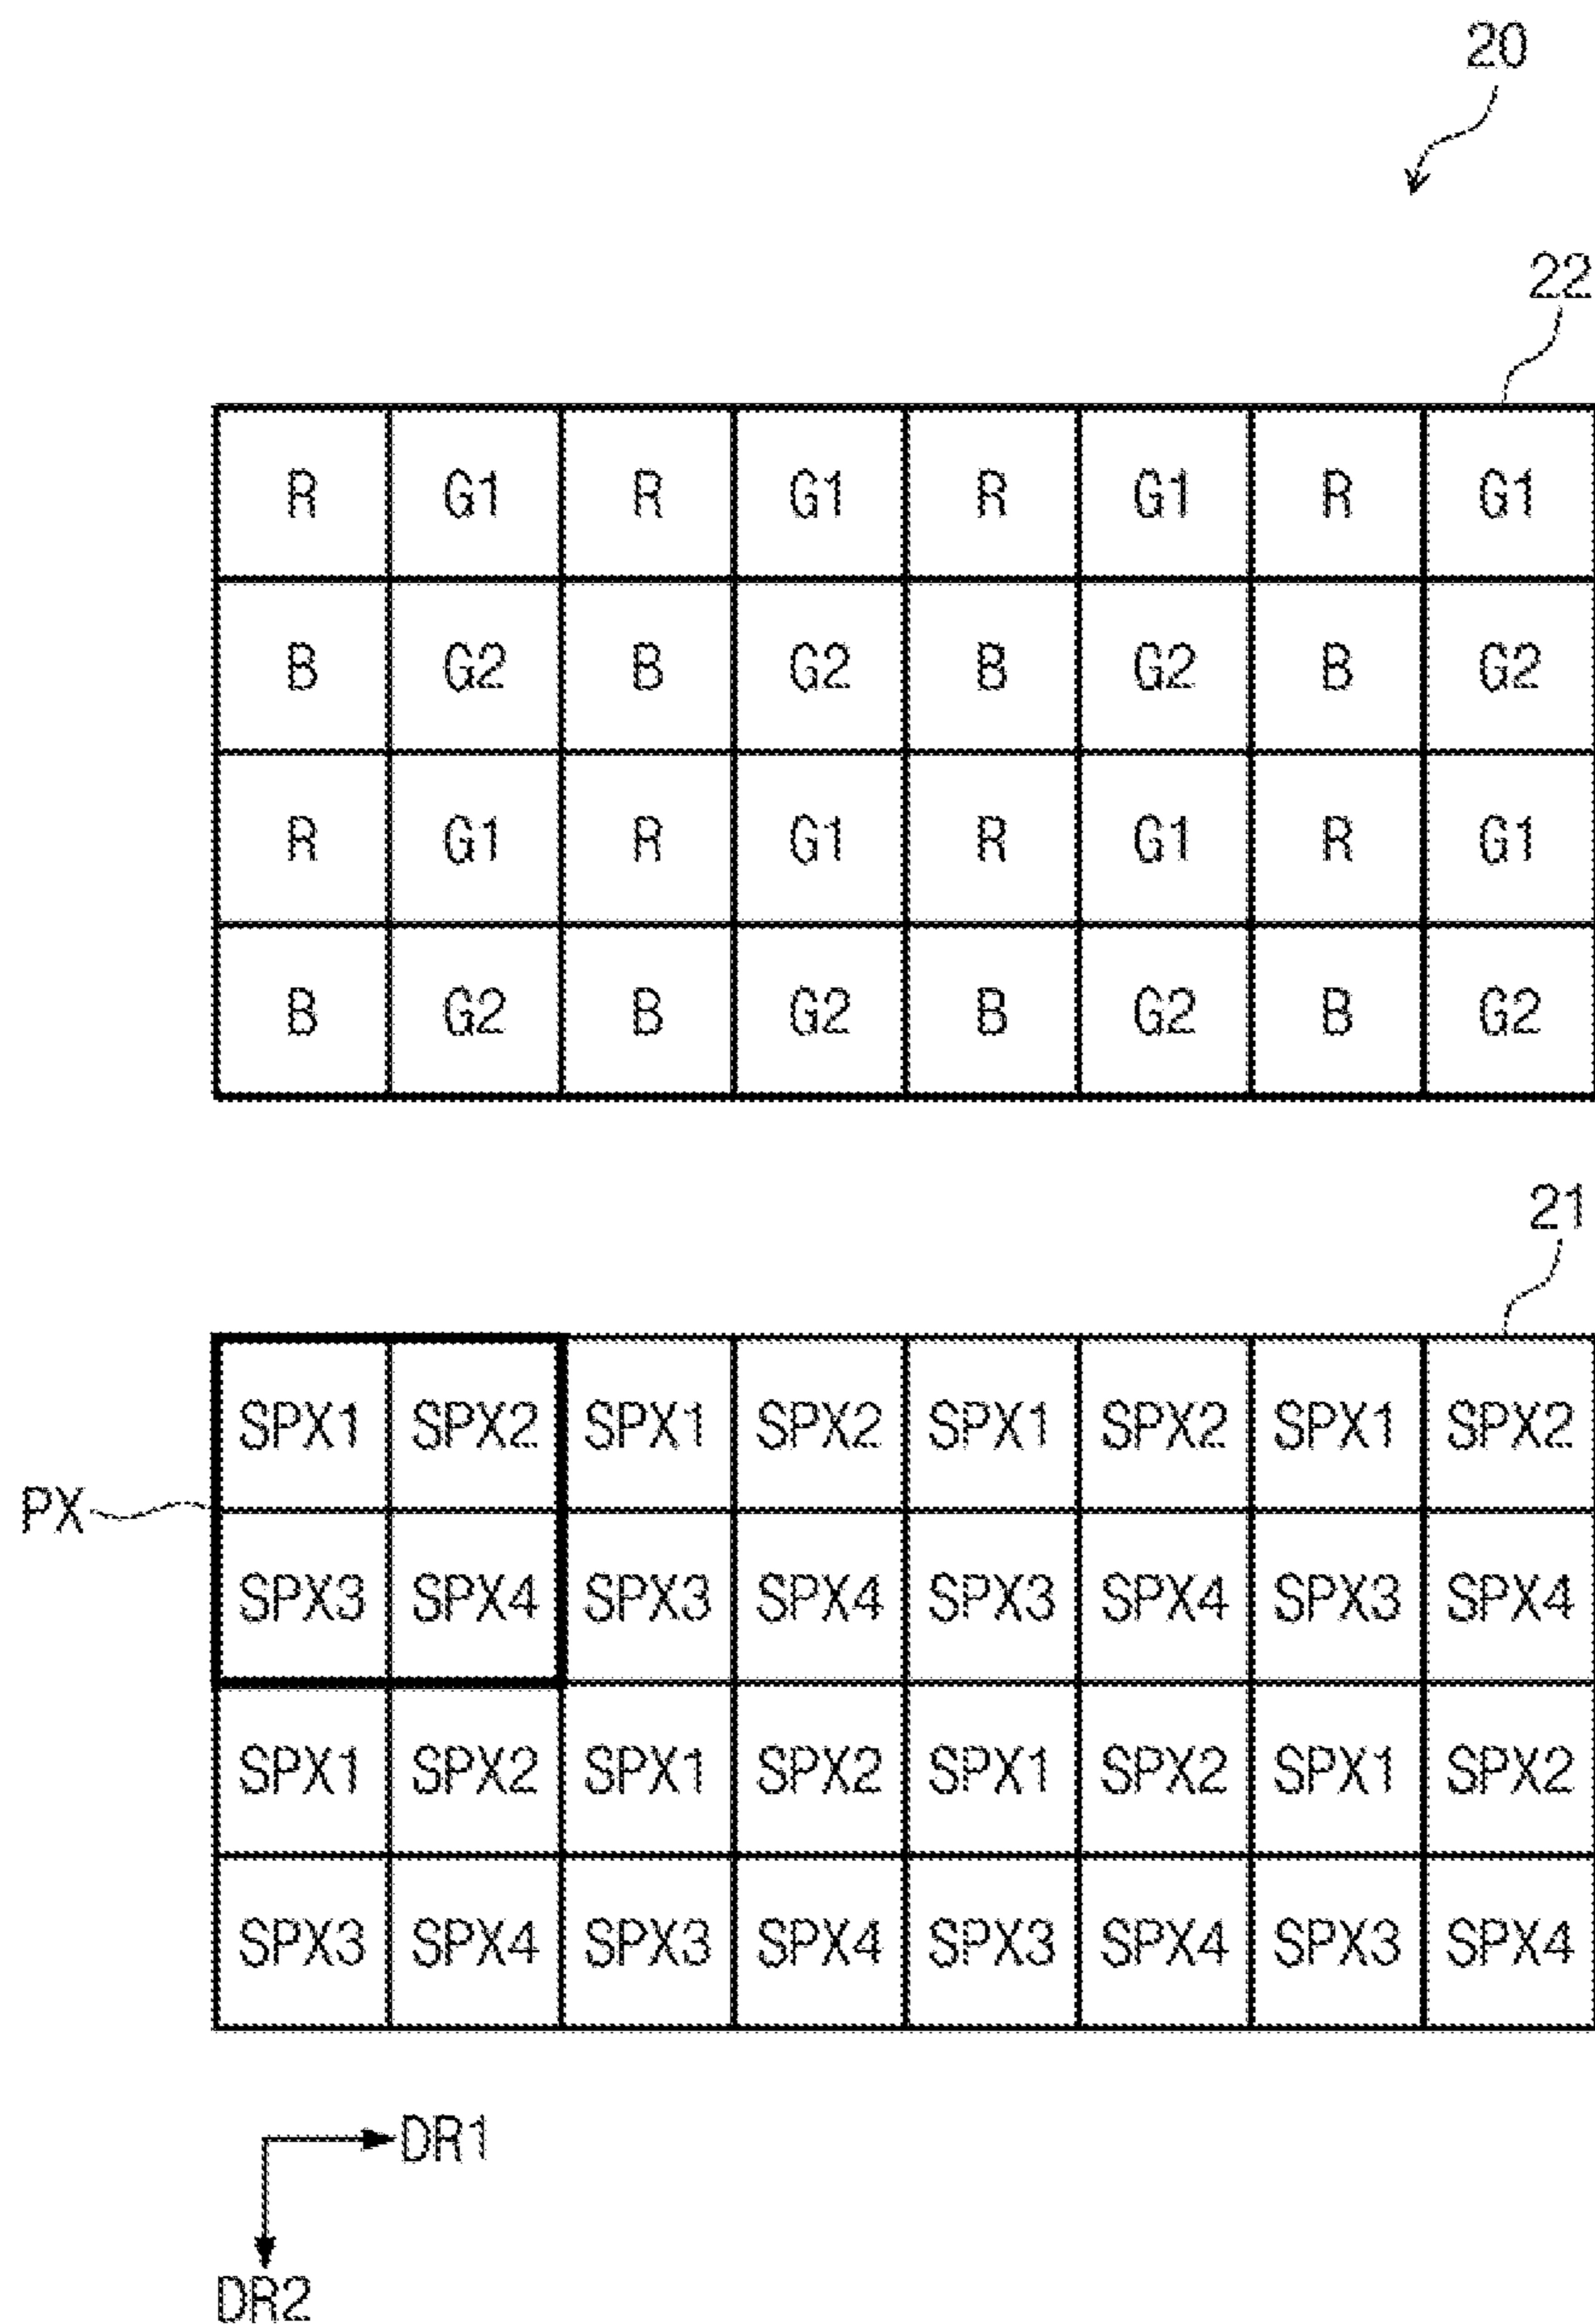 20
22
R G1 R G1 R G1 R G1
B G2 B G2 B G2 B G2
R G1 R G1 R G1 R G1
B G2 B G2 B G2 B G2
21
SPX1 SPX2 SPX1 SPX2 SPX1 SPX2 SPX1 SPX2
PX
SPX3 SPX4 SPX3 SPX4 SPX3 SPX4 SPX3 SPX4
SPX1 SPX2 SPX1 SPX2 SPX1 SPX2 SPX1 SPX2
SPX3 SPX4 SPX3 SPX4 SPX3 SPX4 SPX3 SPX4
DR1
DR2